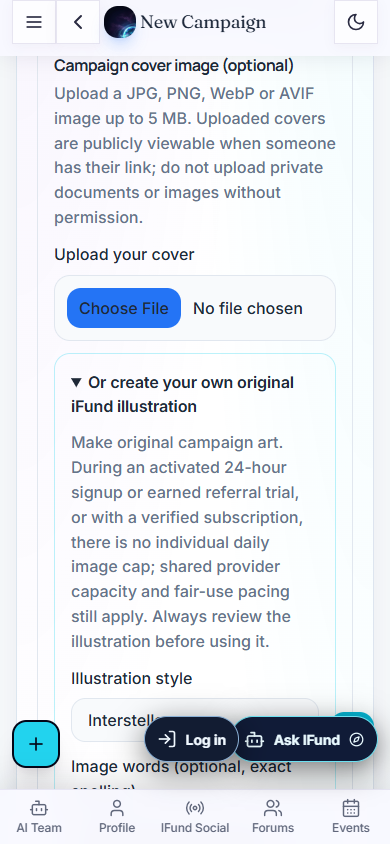 New Campaign
Campaign cover image (optional)
Upload a JPG, PNG, WebP or AVIF
image up to 5 MB. Uploaded covers
are publicly viewable when someone
has their link; do not upload private
documents or images without
permission.
Upload your cover
Choose File No file chosen
▼ Or create your own original
iFund illustration
Make original campaign art.
During an activated 24-hour
signup or earned referral trial,
or with a verified subscription,
there is no individual daily
image cap; shared provider
capacity and fair-use pacing
still apply. Always review the
illustration before using it.
Illustration style
Log in
Ask IFund
Image words (optional, exact
AI Team
Profile
IFund Social
Forums
Events